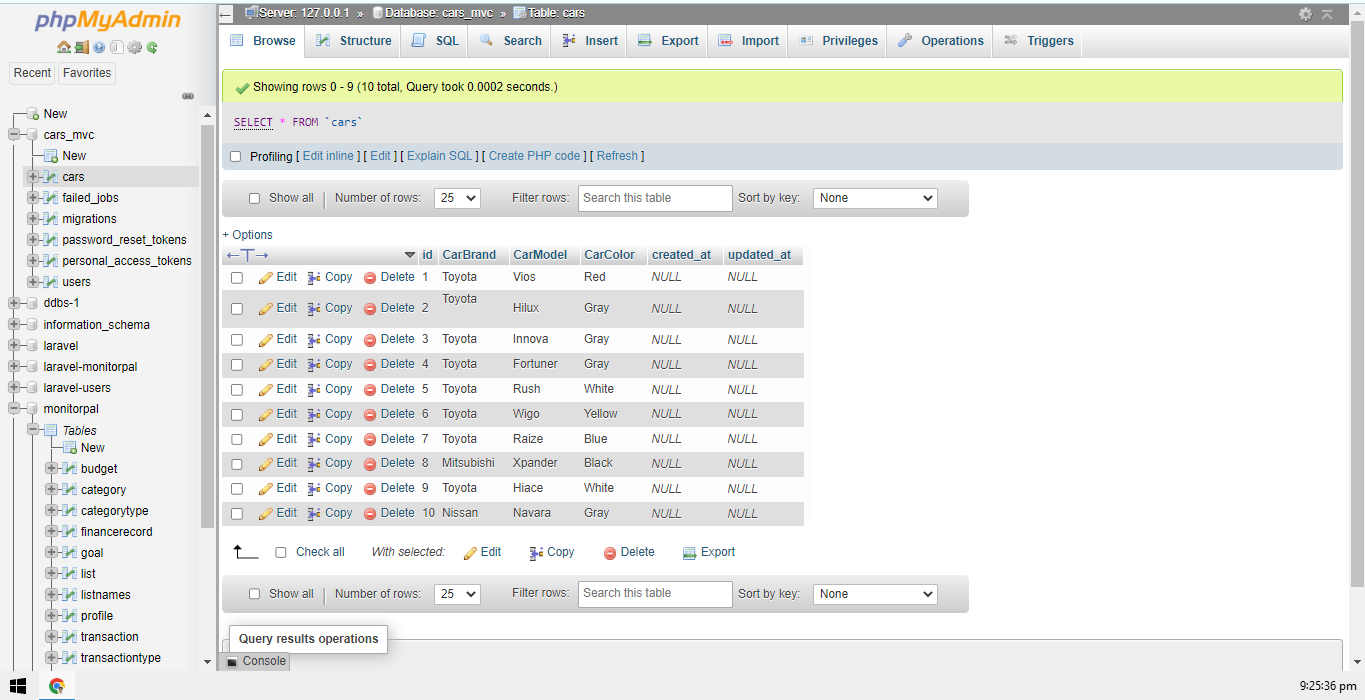 phpMyAdmin
Recent Favorites
New
cars_mvc
New
cars
failed_jobs
migrations
password_reset_tokens
personal_access_tokens
users
ddbs-1
information_schema
laravel
laravel-monitorpal
laravel-users
monitorpal
Tables
New
budget
category
categorytype
financerecord
goal
list
listnames
profile
transaction
transactiontype
Server: 127.0.0.1 » Database: cars_mvc » Table: cars
Browse Structure SQL Search Insert Export Import Privileges Operations Triggers
Showing rows 0 - 9 (10 total, Query took 0.0002 seconds.)
SELECT * FROM `cars`
Profiling [ Edit inline ] [ Edit ] [ Explain SQL ] [ Create PHP code ] [ Refresh ]
Show all | Number of rows: 25 Filter rows: Search this table Sort by key: None
+ Options
←T→ id CarBrand CarModel CarColor created_at updated_at
Edit Copy Delete 1 Toyota Vios Red NULL NULL
Edit Copy Delete 2 Toyota Hilux Gray NULL NULL
Edit Copy Delete 3 Toyota Innova Gray NULL NULL
Edit Copy Delete 4 Toyota Fortuner Gray NULL NULL
Edit Copy Delete 5 Toyota Rush White NULL NULL
Edit Copy Delete 6 Toyota Wigo Yellow NULL NULL
Edit Copy Delete 7 Toyota Raize Blue NULL NULL
Edit Copy Delete 8 Mitsubishi Xpander Black NULL NULL
Edit Copy Delete 9 Toyota Hiace White NULL NULL
Edit Copy Delete 10 Nissan Navara Gray NULL NULL
Check all With selected: Edit Copy Delete Export
Show all | Number of rows: 25 Filter rows: Search this table Sort by key: None
Query results operations
Console
9:25:36 pm